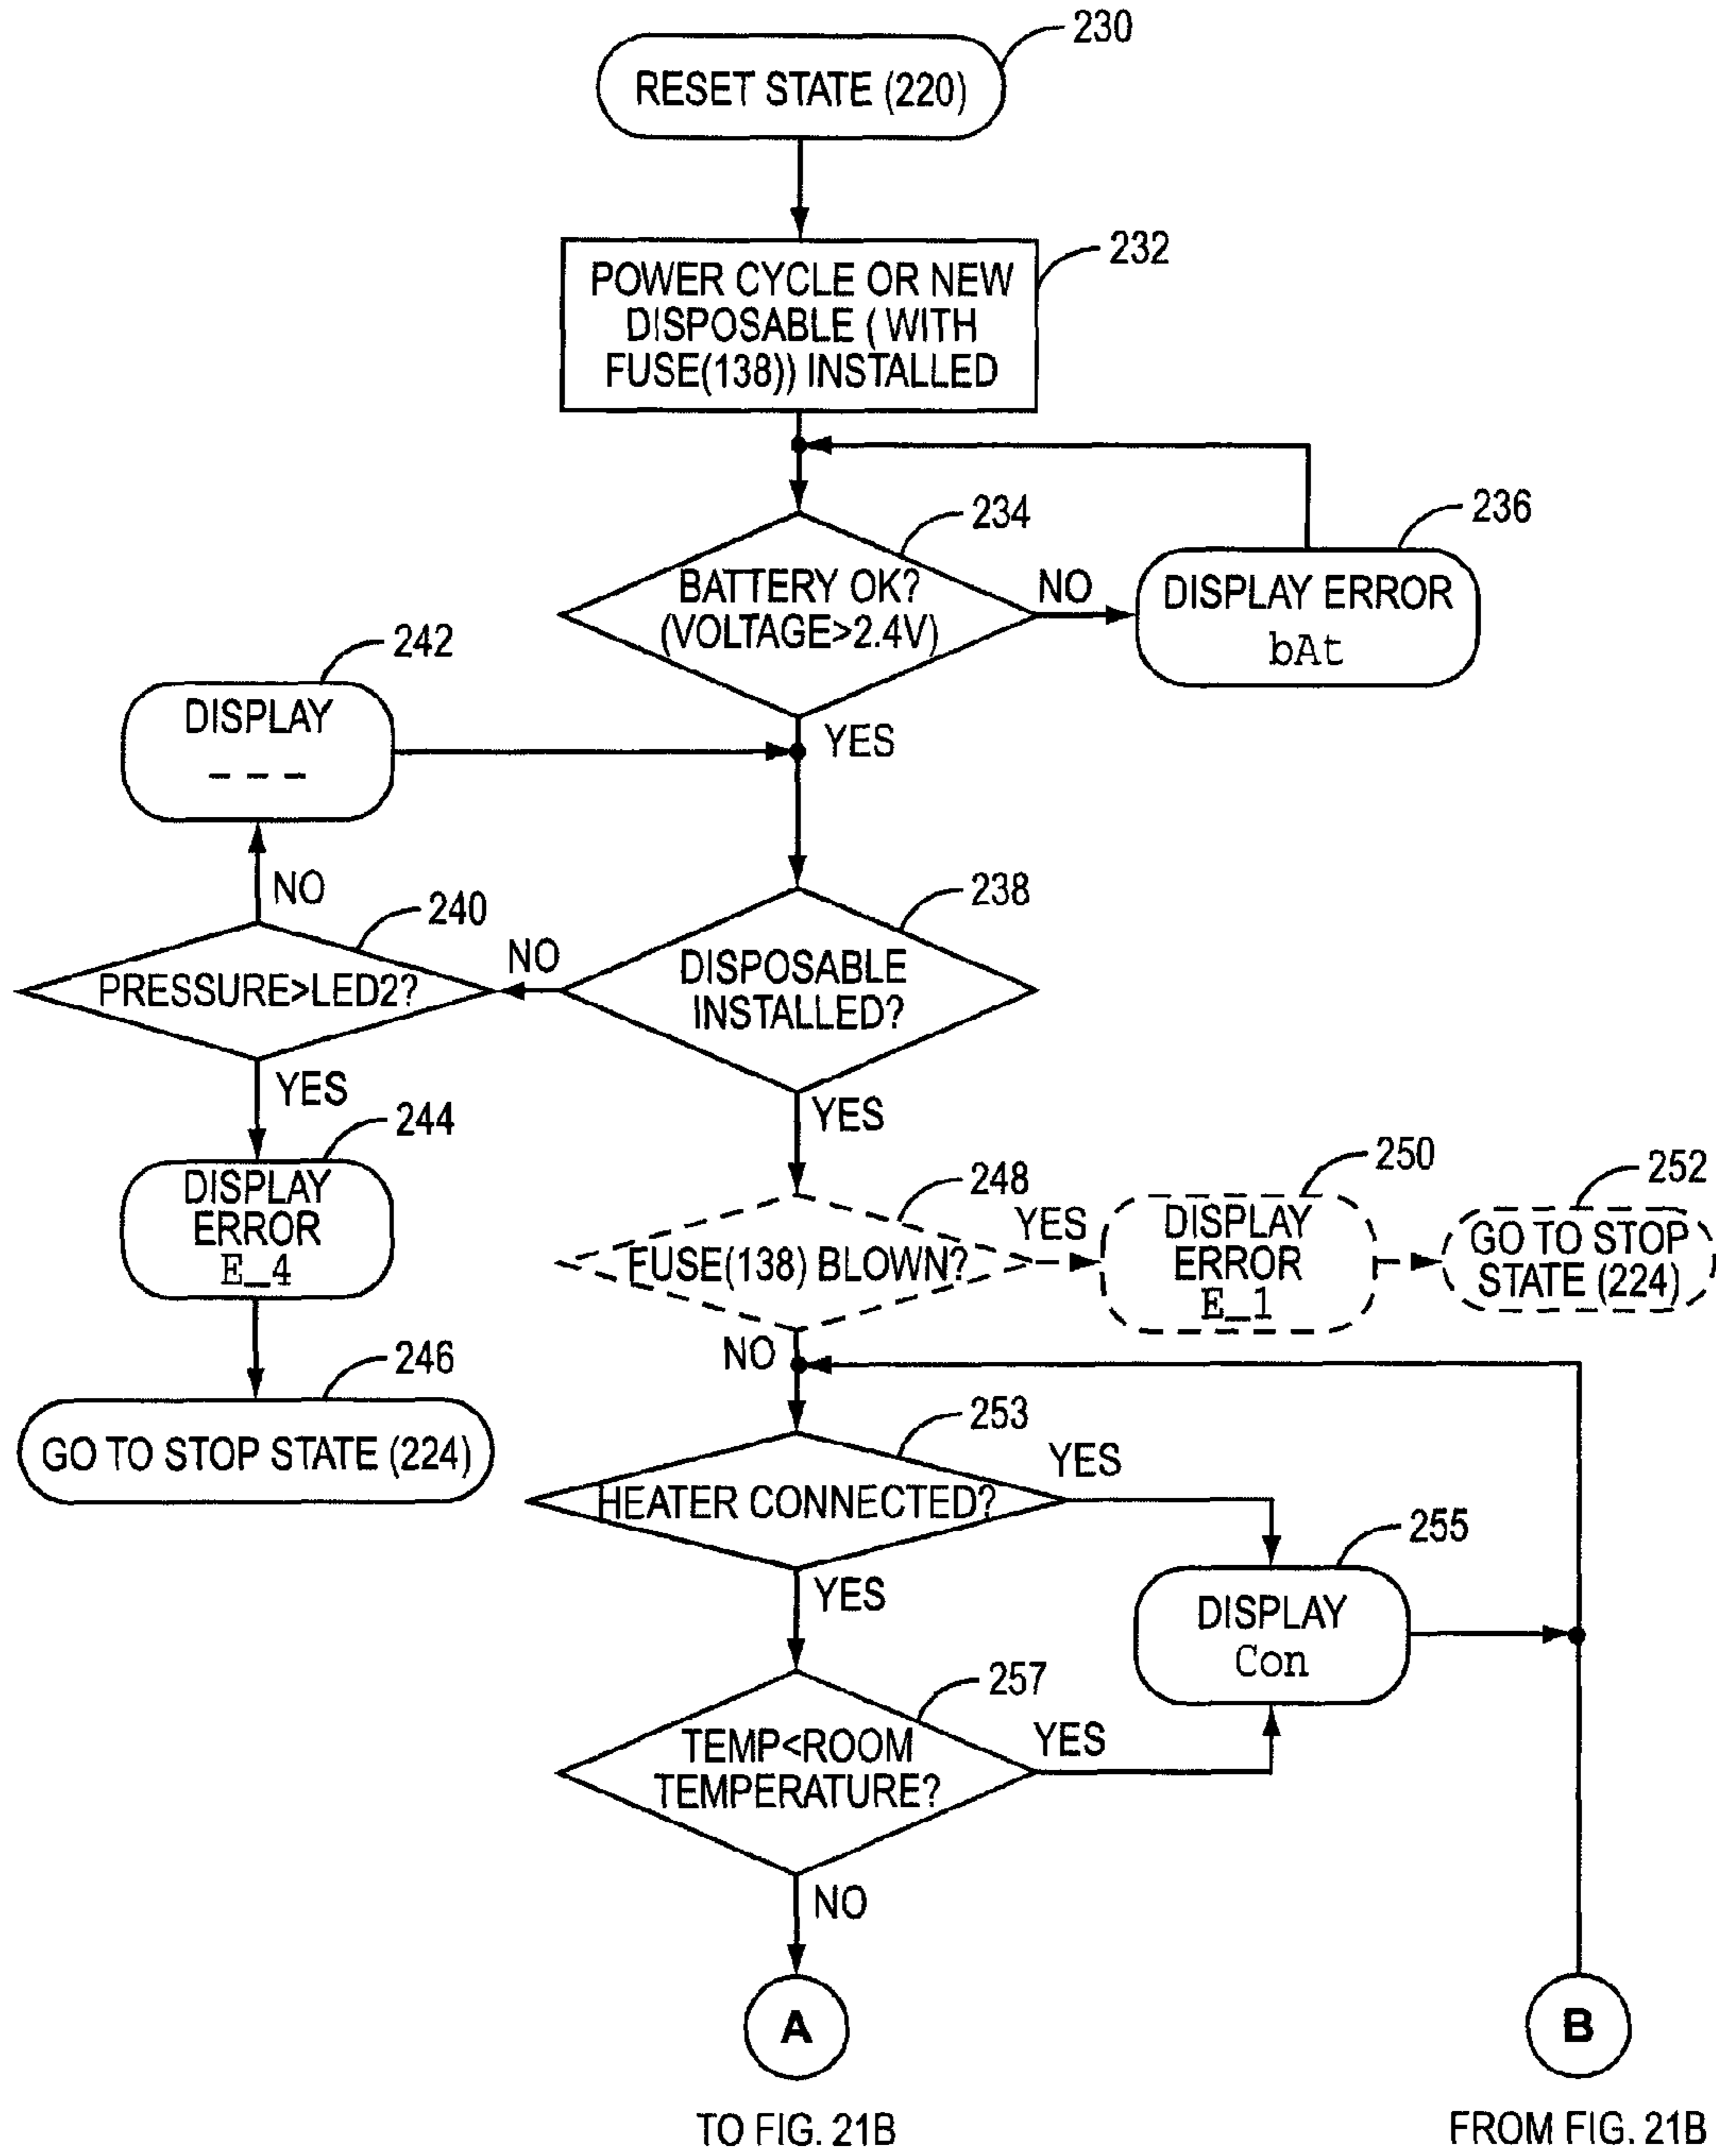 230
RESET STATE (220)
232
POWER CYCLE OR NEW
DISPOSABLE ( WITH
FUSE(138)) INSTALLED
234
BATTERY OK?
(VOLTAGE>2.4V)
NO
236
DISPLAY ERROR
bAt
242
DISPLAY
– – –
YES
NO
240
PRESSURE>LED2?
NO
238
DISPOSABLE
INSTALLED?
YES
YES
244
DISPLAY
ERROR
E_4
248
FUSE(138) BLOWN?
YES
250
DISPLAY
ERROR
E_1
252
GO TO STOP
STATE (224)
NO
246
GO TO STOP STATE (224)
253
HEATER CONNECTED?
YES
YES
255
DISPLAY
Con
257
TEMP<ROOM
TEMPERATURE?
YES
NO
A
B
TO FIG. 21B
FROM FIG. 21B